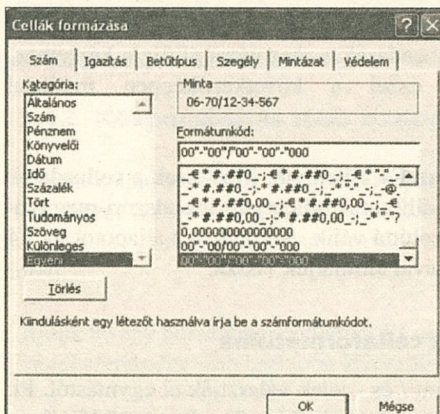 Cellák formázása
Szám Igazítás Betűtípus Szegély Mintázat Védelem
Kategória:
Általános
Szám
Pénznem
Könyvelői
Dátum
Idő
Százalék
Tört
Tudományos
Szöveg
Különleges
Egyéni
Minta
06-70/12-34-567
Formátumkód:
00"-"00"/"00"-"00"-"000
0,00000000000000
00"-"00/00"-"00"-"000
00"-"00"/"00"-"00"-"000
Törlés
Kiindulásként egy létezőt használva írja be a számformátumkódot.
OK Mégse